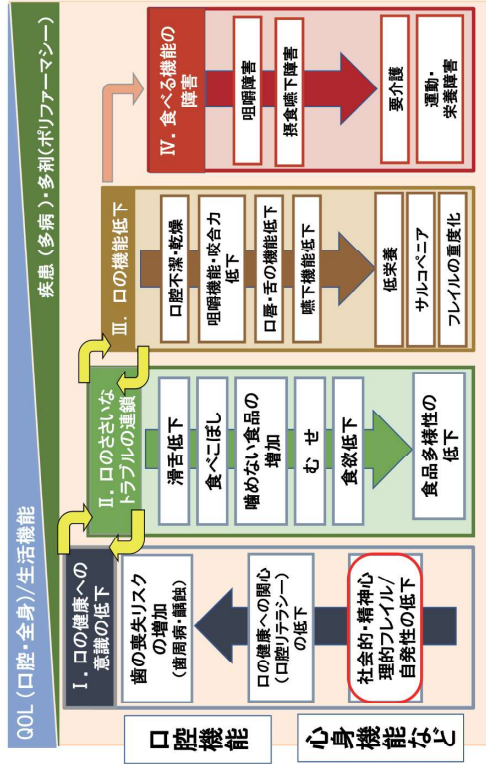 QOL（口腔・全身）/生活機能
疾患（多病）・多剤（ポリファーマシー）
Ⅰ．口の健康への
意識の低下
歯の喪失リスク
の増加
（歯周病・齲蝕）
口の健康への関心
（口腔リテラシー）
の低下
社会的・精神心
理的フレイル/
自発性の低下
Ⅱ．口のささいな
トラブルの連鎖
滑舌低下
食べこぼし
噛めない食品の
増加
むせ
食欲低下
食品多様性の
低下
Ⅲ．口の機能低下
口腔不潔・乾燥
咀嚼機能・咬合力
低下
口唇・舌の機能低下
嚥下機能低下
低栄養
サルコペニア
フレイルの重度化
Ⅳ．食べる機能の
障害
咀嚼障害
摂食嚥下障害
要介護
運動・
栄養障害
口腔
機能
心身機能など